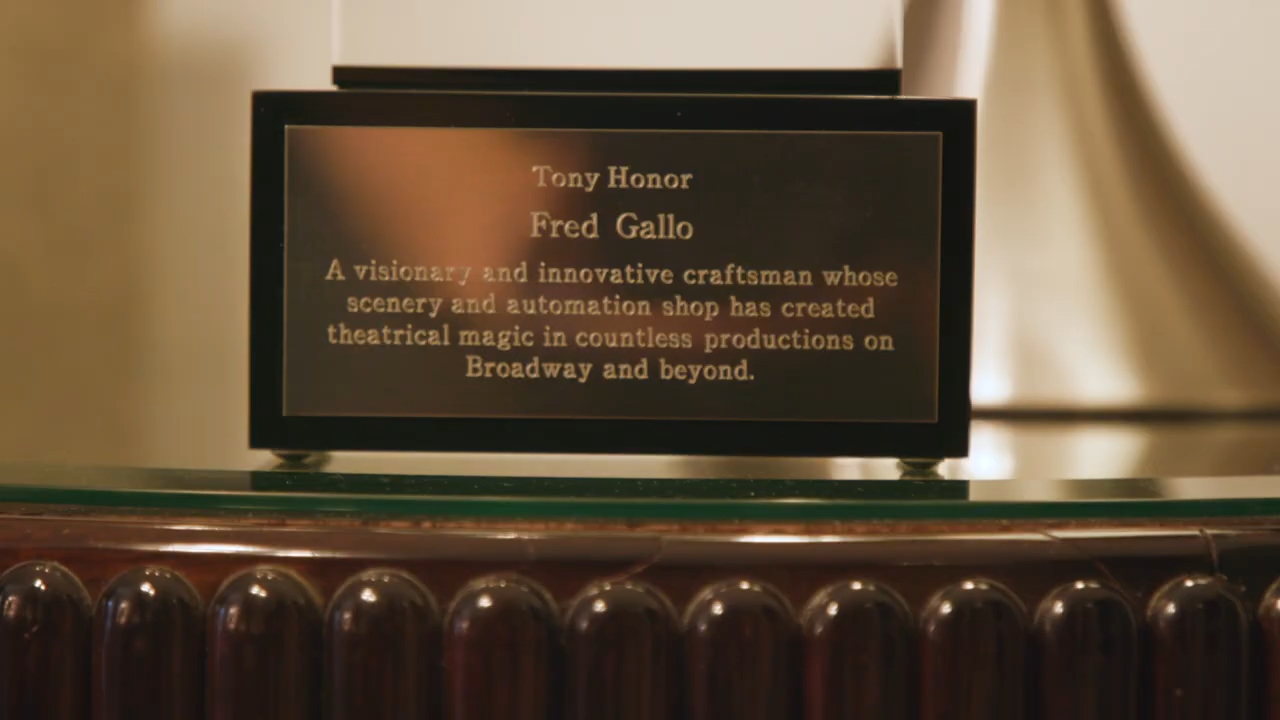 Tony Honor
Fred Gallo
A visionary and innovative craftsman whose
scenery and automation shop has created
theatrical magic in countless productions on
Broadway and beyond.